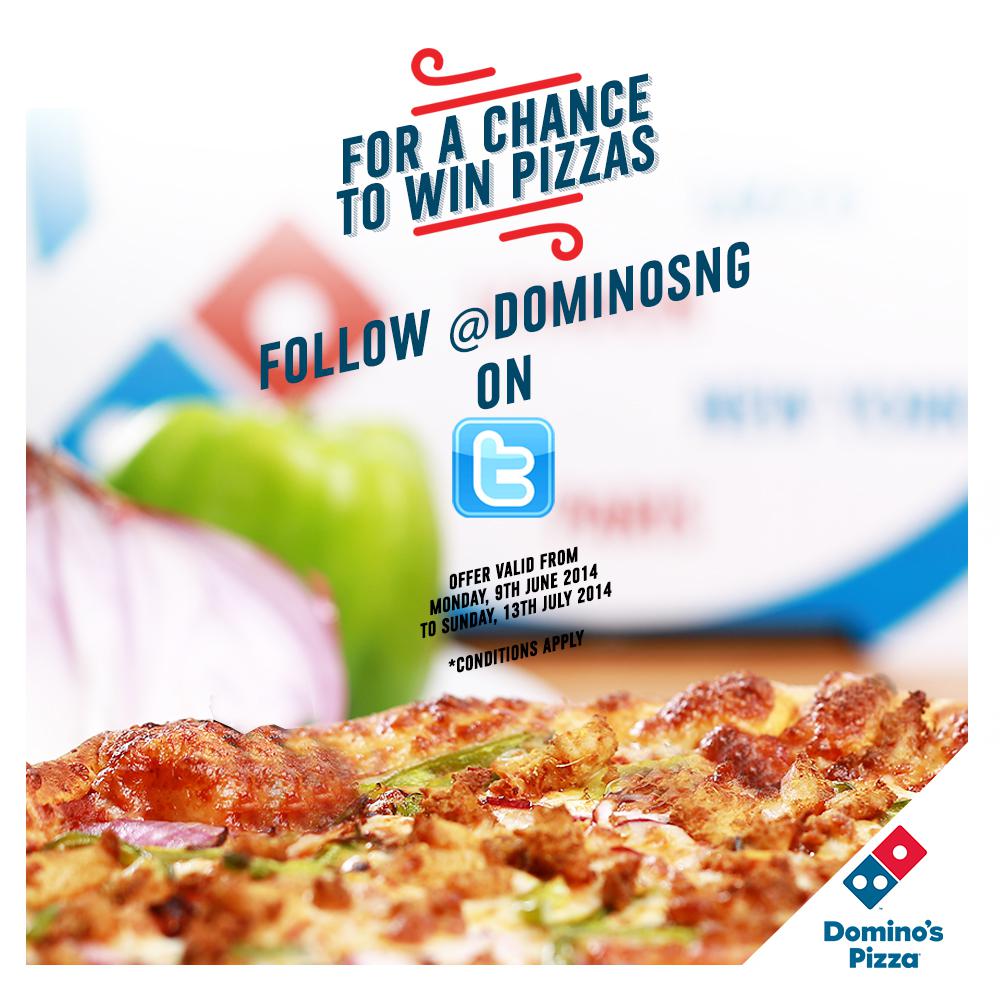 FOR A CHANCE
TO WIN PIZZAS
FOLLOW @DOMINOSNG
ON
t
OFFER VALID FROM
MONDAY, 9TH JUNE 2014
TO SUNDAY, 13TH JULY 2014
*CONDITIONS APPLY
Domino's
Pizza